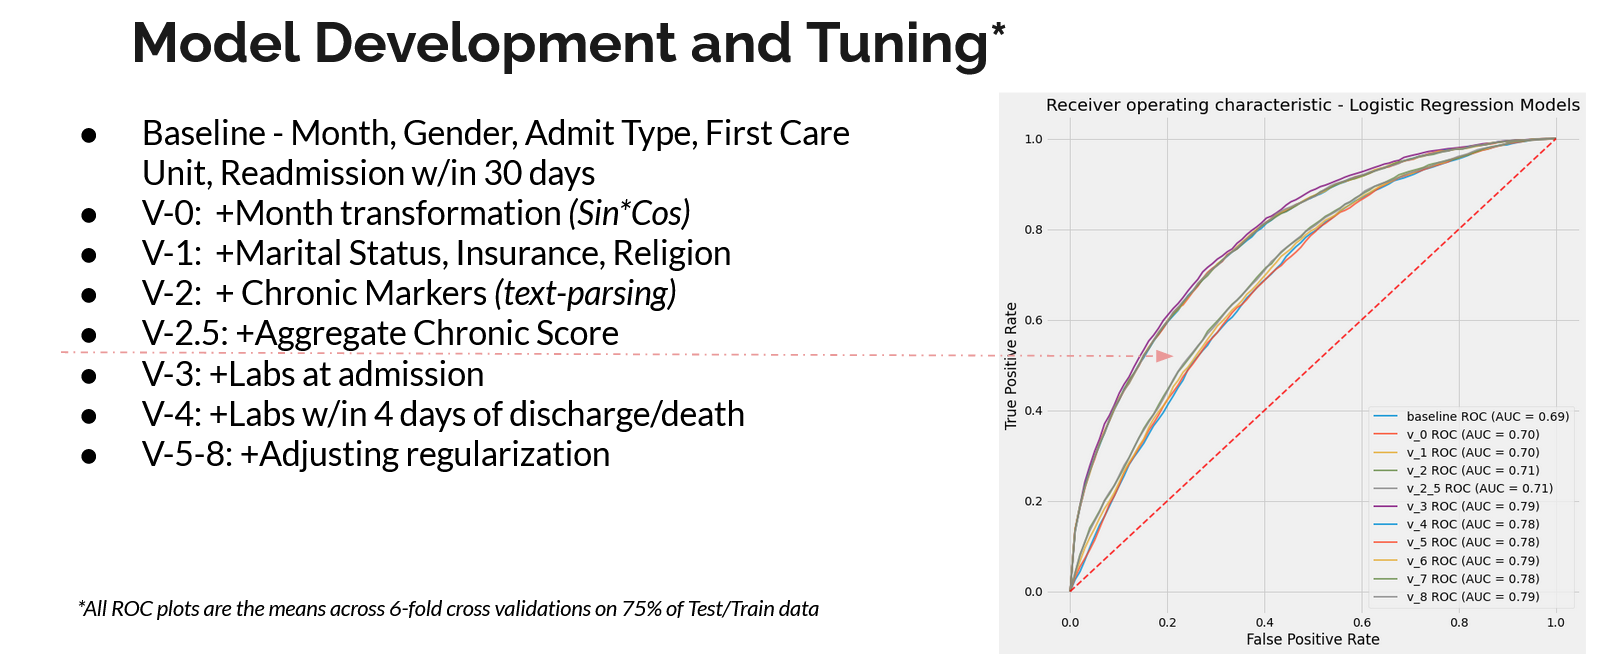 Model Development and Tuning*
● Baseline - Month, Gender, Admit Type, First Care
Unit, Readmission w/in 30 days
● V-0: +Month transformation (Sin*Cos)
● V-1: +Marital Status, Insurance, Religion
● V-2: + Chronic Markers (text-parsing)
● V-2.5: +Aggregate Chronic Score
● V-3: +Labs at admission
● V-4: +Labs w/in 4 days of discharge/death
● V-5-8: +Adjusting regularization
*All ROC plots are the means across 6-fold cross validations on 75% of Test/Train data
Receiver operating characteristic - Logistic Regression Models
True Positive Rate
1.0
0.8
0.6
0.4
0.2
0.0
baseline ROC (AUC = 0.69)
v_0 ROC (AUC = 0.70)
v_1 ROC (AUC = 0.70)
v_2 ROC (AUC = 0.71)
v_2_5 ROC (AUC = 0.71)
v_3 ROC (AUC = 0.79)
v_4 ROC (AUC = 0.78)
v_5 ROC (AUC = 0.78)
v_6 ROC (AUC = 0.79)
v_7 ROC (AUC = 0.78)
v_8 ROC (AUC = 0.79)
0.0 0.2 0.4 0.6 0.8 1.0
False Positive Rate